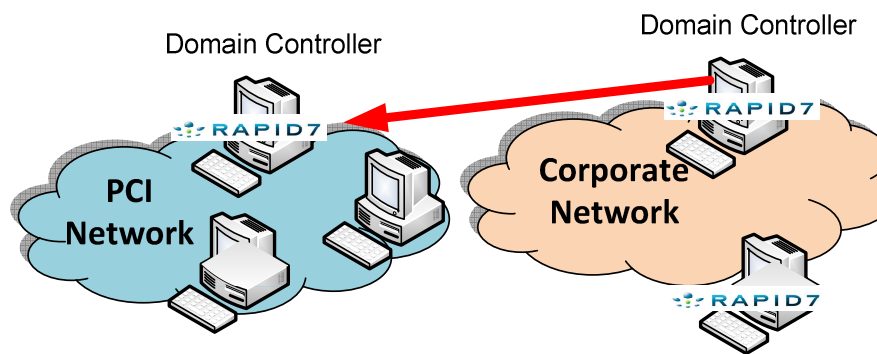 Domain Controller
Domain Controller
RAPID7
RAPID7
PCI
Network
Corporate
Network
RAPID7